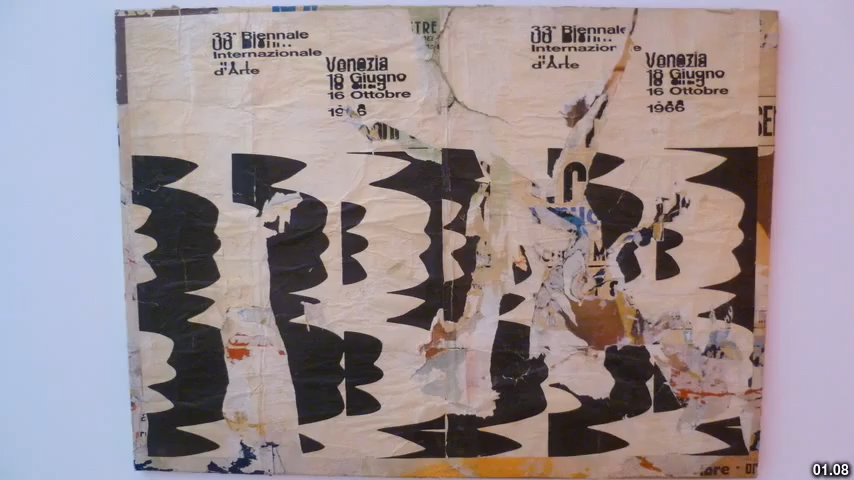 33ª Biennale
Internazionale
d'Arte
Venezia
18 Giugno
16 Ottobre
33ª
Internazionale
d'Arte
Venezia
18 Giugno
16 Ottobre
1966
01.08